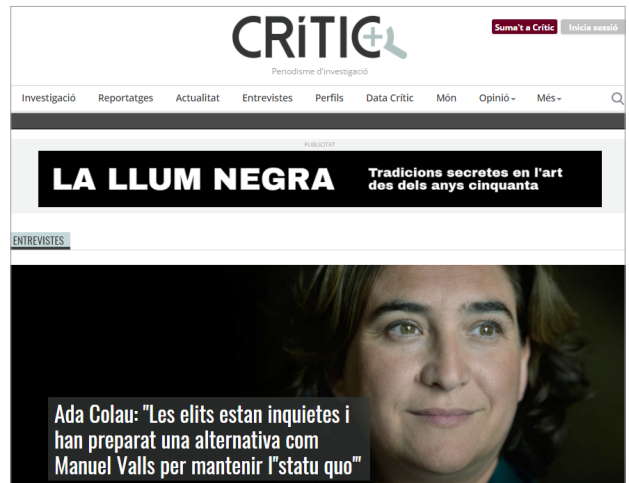 CRÍTIC
Suma't a Crític
Inicia sessió
Periodisme d'investigació
Investigació Reportatges Actualitat Entrevistes Perfils Data Crític Món Opinió Més
PUBLICITAT
LA LLUM NEGRA
Tradicions secretes en l'art
des dels anys cinquanta
ENTREVISTES
Ada Colau: "Les elits estan inquietes i
han preparat una alternativa com
Manuel Valls per mantenir l''statu quo'"